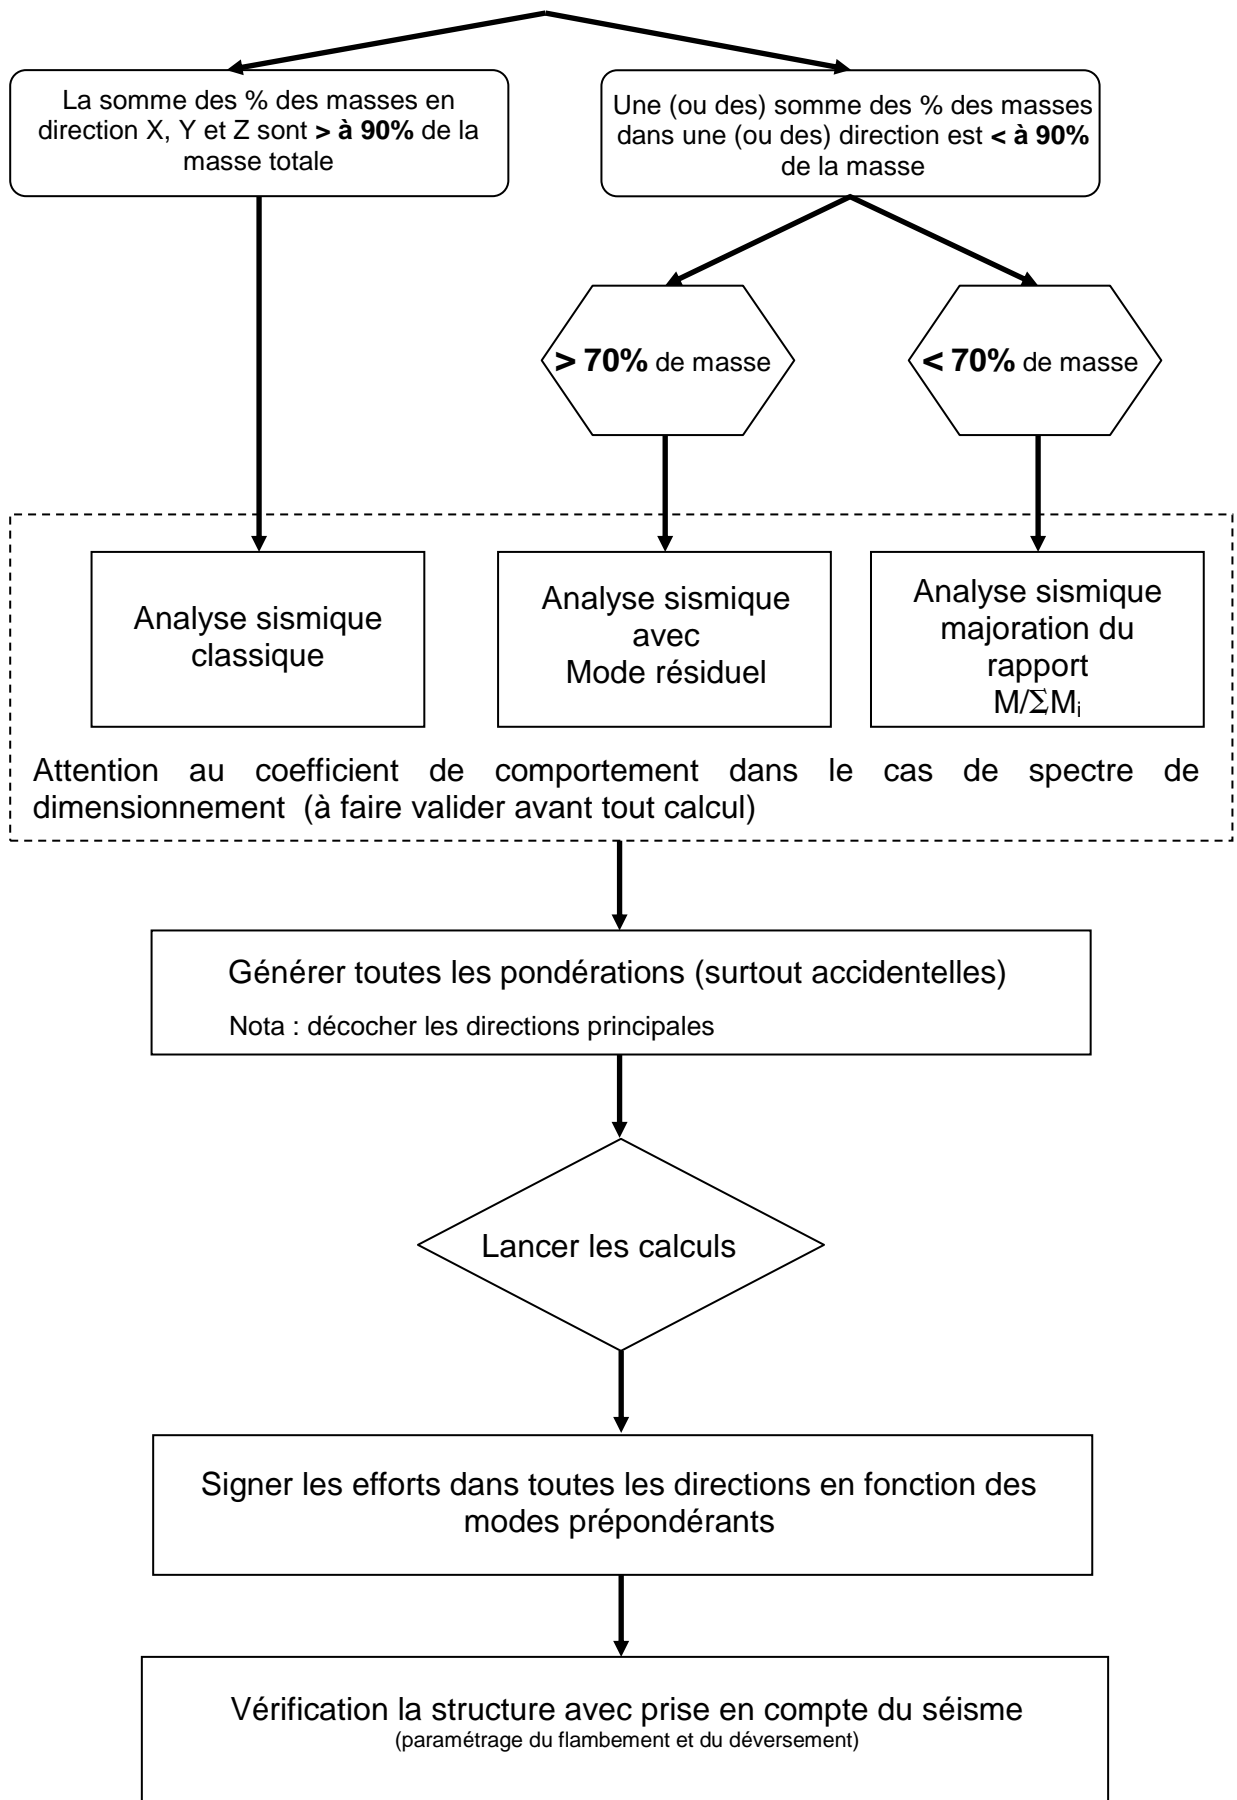 La somme des % des masses en
direction X, Y et Z sont > à 90% de la
masse totale
Une (ou des) somme des % des masses
dans une (ou des) direction est < à 90%
de la masse
> 70% de masse
< 70% de masse
Analyse sismique
classique
Analyse sismique
avec
Mode résiduel
Analyse sismique
majoration du
rapport
M/ΣMi
Attention au coefficient de comportement dans le cas de spectre de
dimensionnement (à faire valider avant tout calcul)
Générer toutes les pondérations (surtout accidentelles)
Nota : décocher les directions principales
Lancer les calculs
Signer les efforts dans toutes les directions en fonction des
modes prépondérants
Vérification la structure avec prise en compte du séisme
(paramétrage du flambement et du déversement)